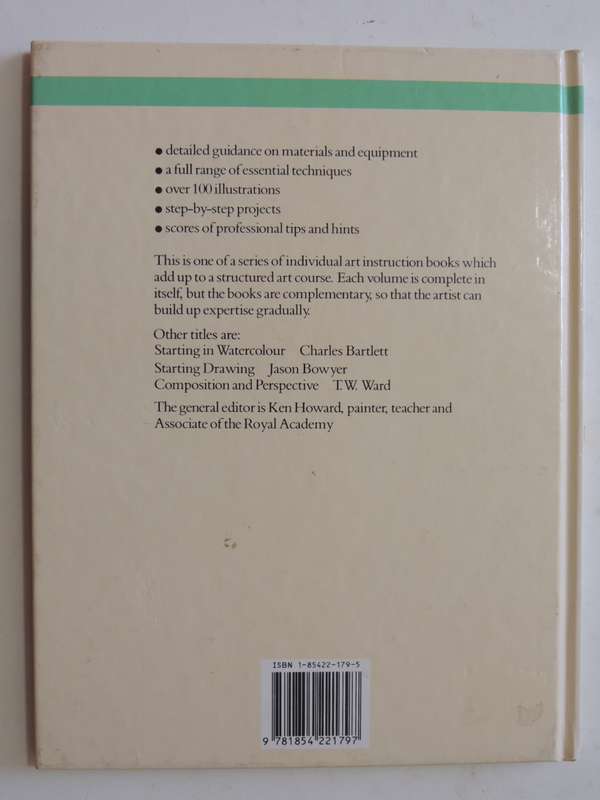 ● detailed guidance on materials and equipment
● a full range of essential techniques
● over 100 illustrations
● step-by-step projects
● scores of professional tips and hints
This is one of a series of individual art instruction books which
add up to a structured art course. Each volume is complete in
itself, but the books are complementary, so that the artist can
build up expertise gradually.
Other titles are:
Starting in Watercolour Charles Bartlett
Starting Drawing Jason Bowyer
Composition and Perspective T.W. Ward
The general editor is Ken Howard, painter, teacher and
Associate of the Royal Academy
ISBN 1-85422-179-5
9 781854 221797